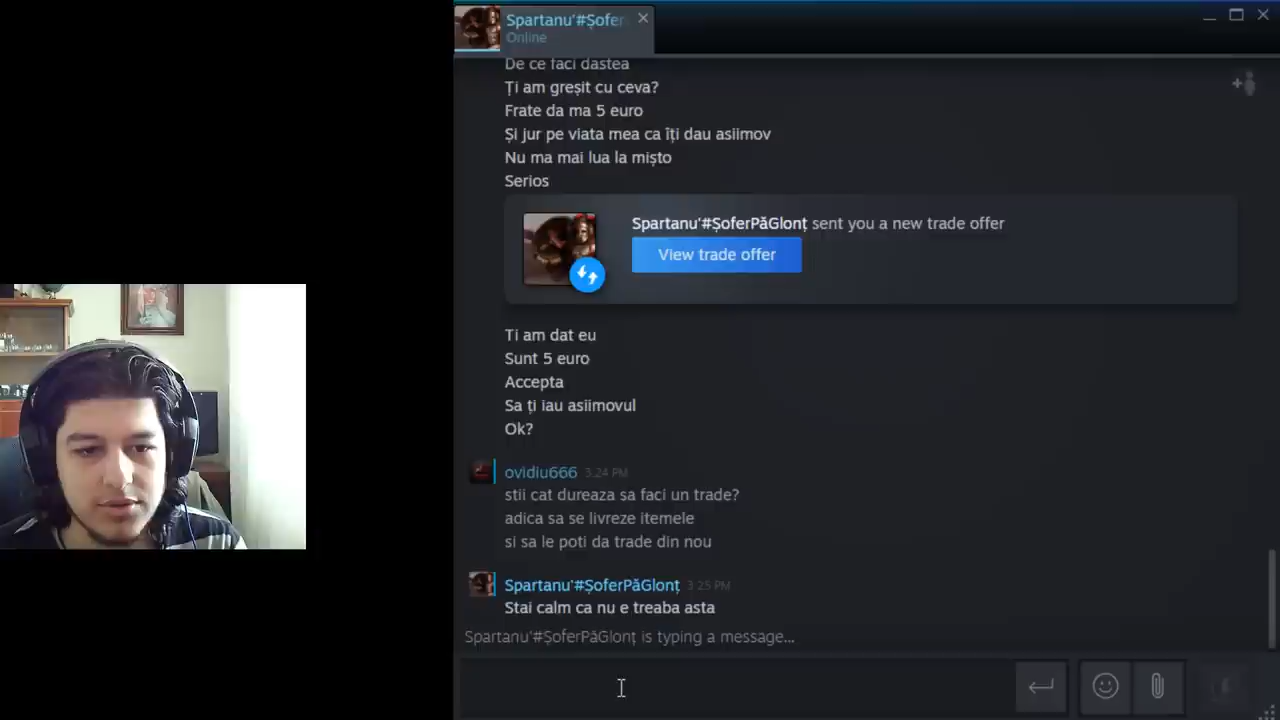 Spartanu'#Șofer
Online
De ce faci dastea
Ți am greșit cu ceva?
Frate da ma 5 euro
Și jur pe viata mea ca îți dau asiimov
Nu ma mai lua la mișto
Serios
Spartanu'#ȘoferPăGlonț sent you a new trade offer
View trade offer
Ti am dat eu
Sunt 5 euro
Accepta
Sa ți iau asiimovul
Ok?
ovidiu666 3:24 PM
stii cat dureaza sa faci un trade?
adica sa se livreze itemele
si sa le poti da trade din nou
Spartanu'#ȘoferPăGlonț 3:25 PM
Stai calm ca nu e treaba asta
Spartanu'#ȘoferPăGlonț is typing a message...